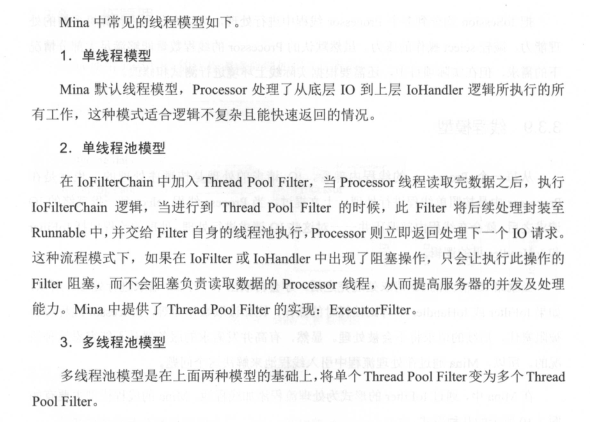 Mina 中常见的线程模型如下。
1．单线程模型
Mina 默认线程模型，Processor 处理了从底层 IO 到上层 IoHandler 逻辑所执行的所
有工作，这种模式适合逻辑不复杂且能快速返回的情况。
2．单线程池模型
在 IoFilterChain 中加入 Thread Pool Filter，当 Processor 线程读取完数据之后，执行
IoFilterChain 逻辑，当进行到 Thread Pool Filter 的时候，此 Filter 将后续处理封装至
Runnable 中，并交给 Filter 自身的线程池执行，Processor 则立即返回处理下一个 IO 请求。
这种流程模式下，如果在 IoFilter 或 IoHandler 中出现了阻塞操作，只会让执行此操作的
Filter 阻塞，而不会阻塞负责读取数据的 Processor 线程，从而提高服务器的并发及处理
能力。Mina 中提供了 Thread Pool Filter 的实现：ExecutorFilter。
3．多线程池模型
多线程池模型是在上面两种模型的基础上，将单个 Thread Pool Filter 变为多个 Thread
Pool Filter。